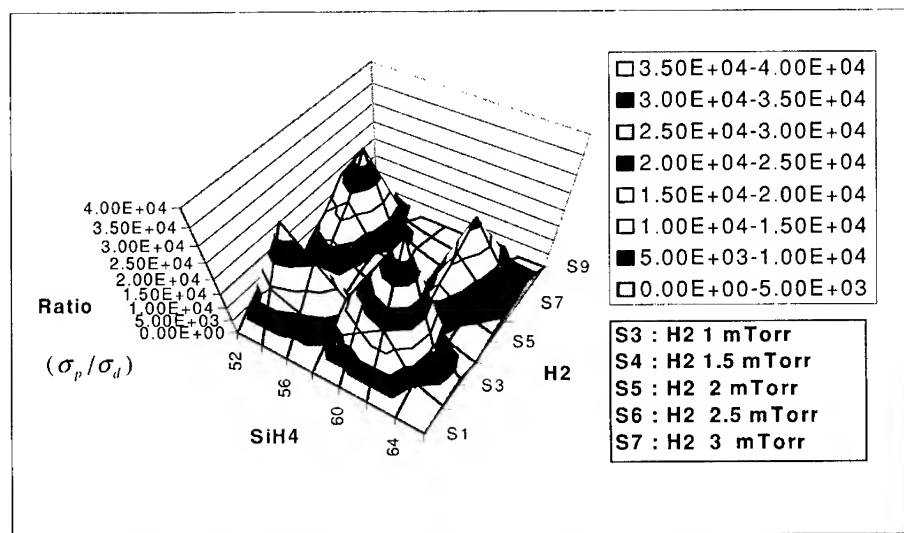 4.00E+04
3.50E+04
3.00E+04
2.50E+04
2.00E+04
1.50E+04
1.00E+04
5.00E+03
0.00E+00
Ratio
(σp/σd)
52
56
60
64
SiH4
S1
S3
S5
S7
S9
H2
3.50E+04-4.00E+04
3.00E+04-3.50E+04
2.50E+04-3.00E+04
2.00E+04-2.50E+04
1.50E+04-2.00E+04
1.00E+04-1.50E+04
5.00E+03-1.00E+04
0.00E+00-5.00E+03
S3 : H2 1 mTorr
S4 : H2 1.5 mTorr
S5 : H2 2 mTorr
S6 : H2 2.5 mTorr
S7 : H2 3 mTorr